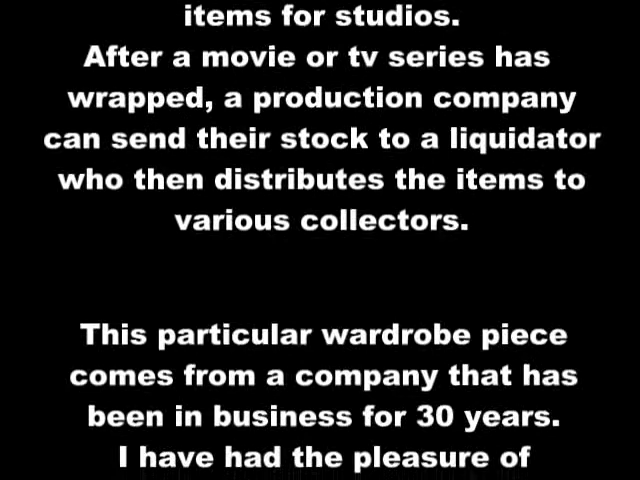 items for studios.
After a movie or tv series has
wrapped, a production company
can send their stock to a liquidator
who then distributes the items to
various collectors.
This particular wardrobe piece
comes from a company that has
been in business for 30 years.
I have had the pleasure of